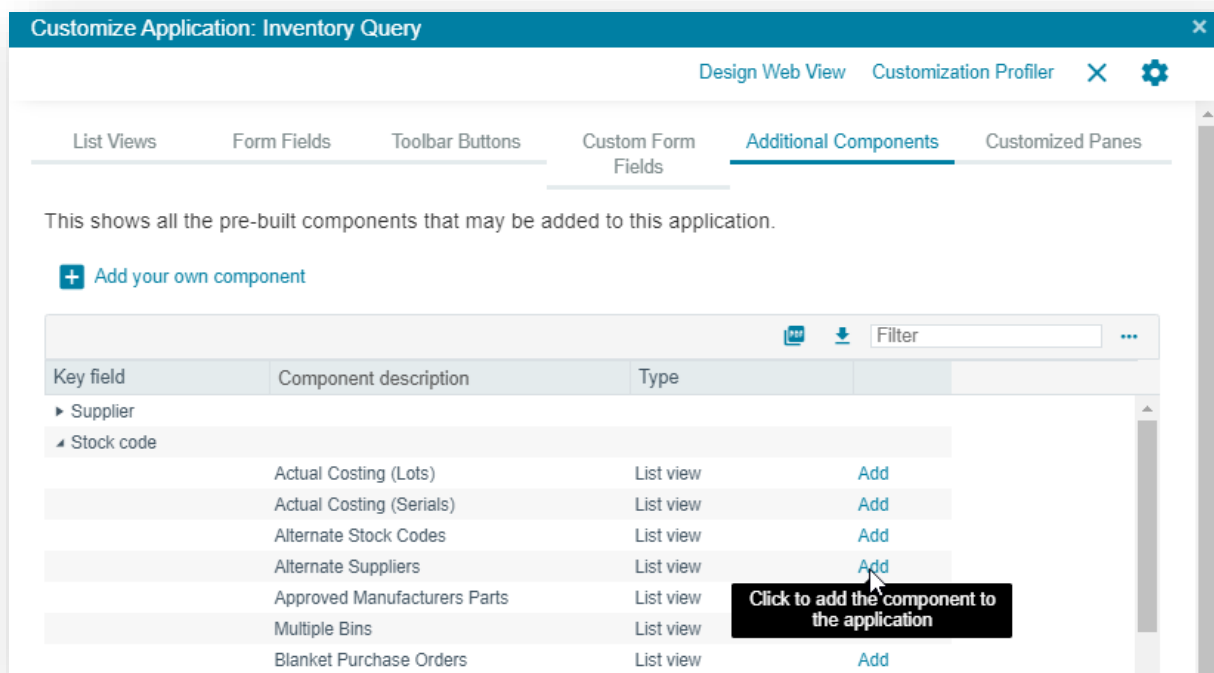 Customize Application: Inventory Query
Design Web View Customization Profiler
List Views Form Fields Toolbar Buttons Custom Form Fields Additional Components Customized Panes
This shows all the pre-built components that may be added to this application.
Add your own component
PDF Filter
Key field Component description Type
Supplier
Stock code
Actual Costing (Lots) List view Add
Actual Costing (Serials) List view Add
Alternate Stock Codes List view Add
Alternate Suppliers List view Add
Approved Manufacturers Parts List view
Click to add the component to
the application
Multiple Bins List view
Blanket Purchase Orders List view Add